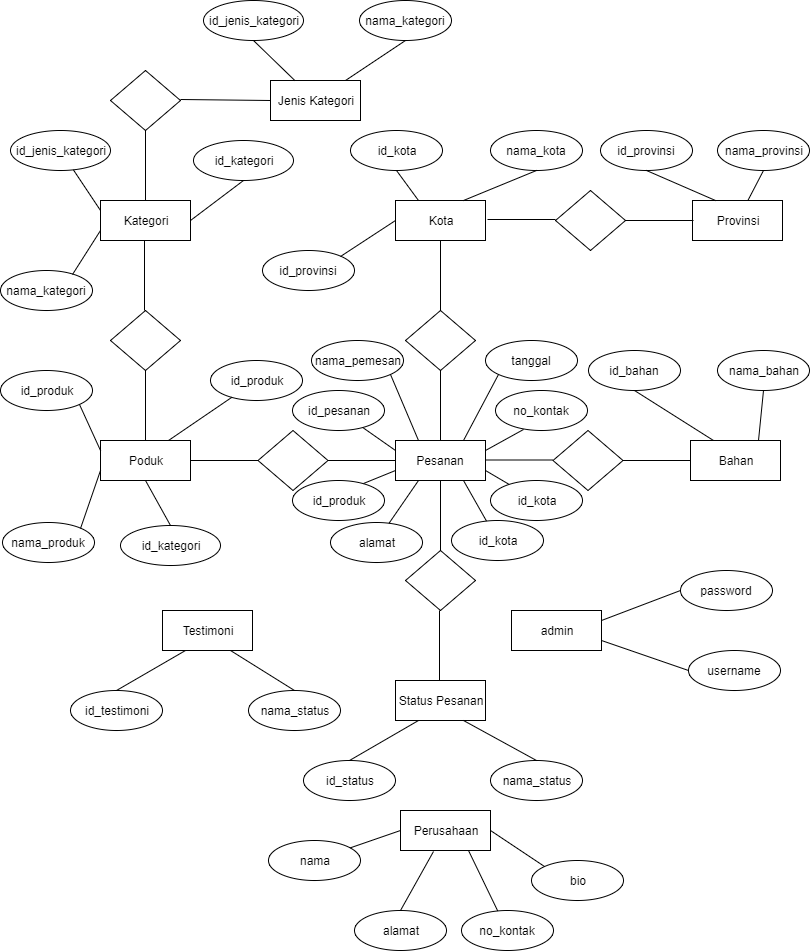 id_jenis_kategori
nama_kategori
Jenis Kategori
id_jenis_kategori
id_kategori
id_kota
nama_kota
id_provinsi
nama_provinsi
Kategori
Kota
Provinsi
nama_kategori
id_provinsi
nama_pemesan
tanggal
id_bahan
nama_bahan
id_produk
id_produk
id_pesanan
no_kontak
Poduk
Pesanan
Bahan
id_produk
id_kota
nama_produk
id_kategori
alamat
id_kota
password
Testimoni
admin
username
id_testimoni
nama_status
Status Pesanan
id_status
nama_status
Perusahaan
nama
bio
alamat
no_kontak